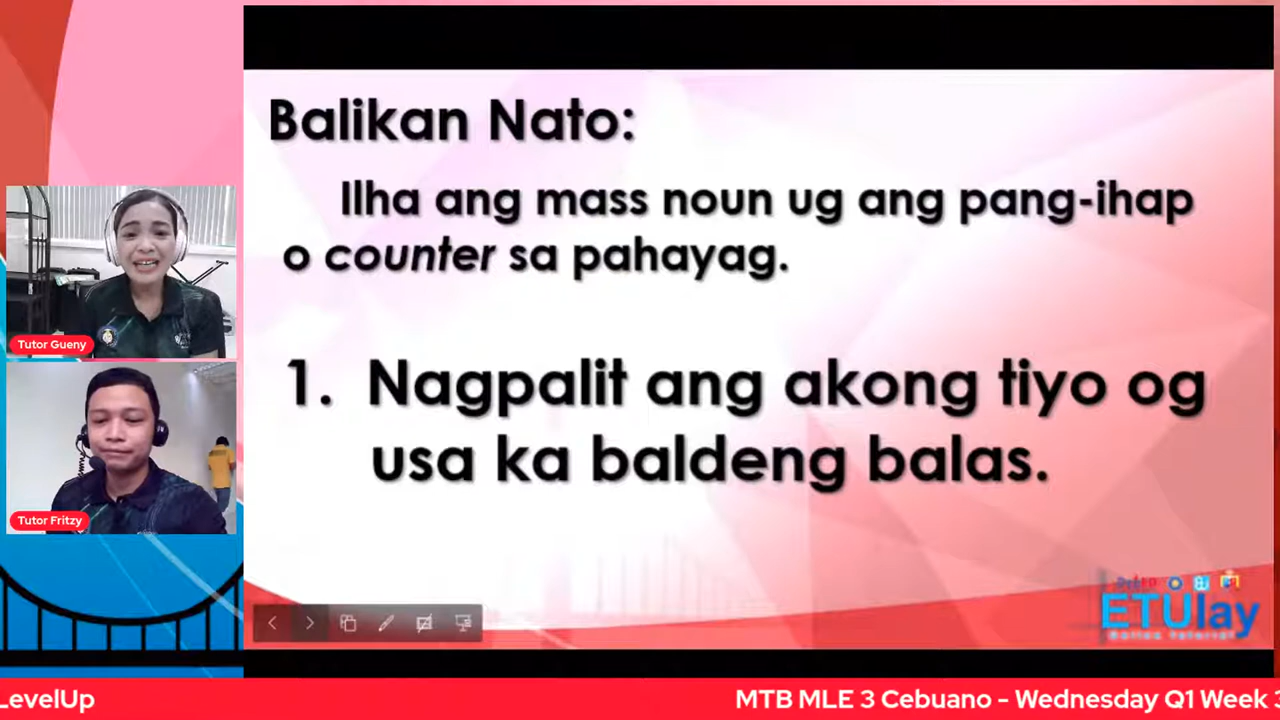 Balikan Nato:
Ilha ang mass noun ug ang pang-ihap
o counter sa pahayag.
1. Nagpalit ang akong tiyo og
usa ka baldeng balas.
Tutor Gueny
Tutor Fritzy
ETUlay
LevelUp
MTB MLE 3 Cebuano - Wednesday Q1 Week 3